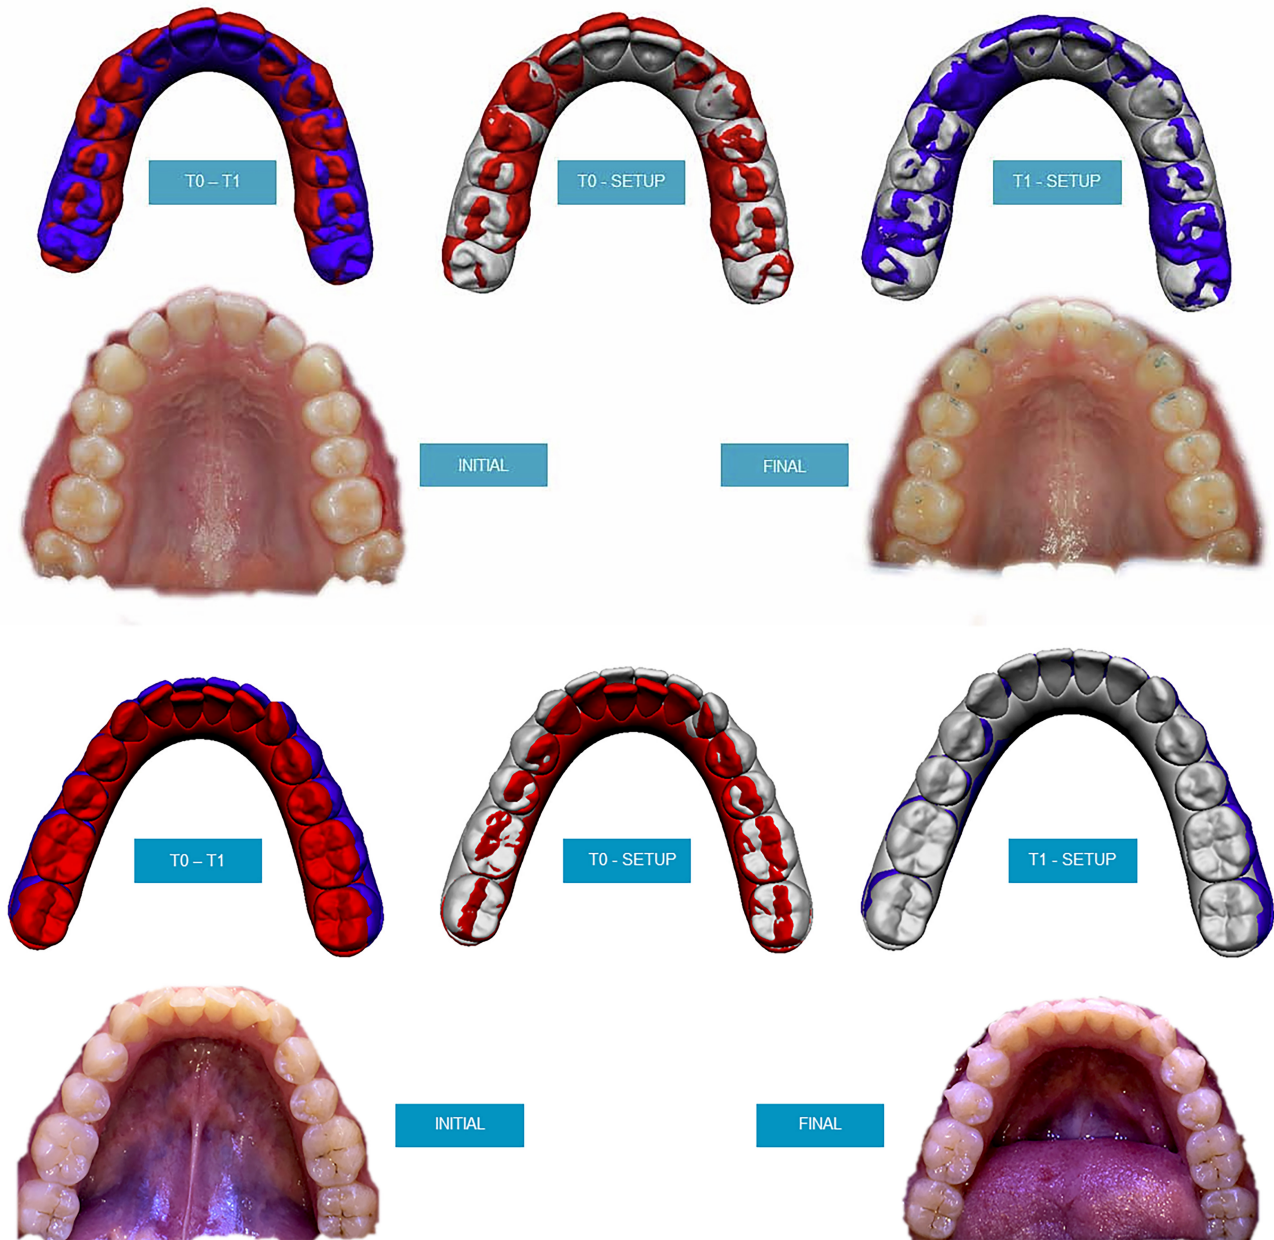 T0 – T1
T0 - SETUP
T1 - SETUP
INITIAL
FINAL
T0 – T1
T0 - SETUP
T1 - SETUP
INITIAL
FINAL